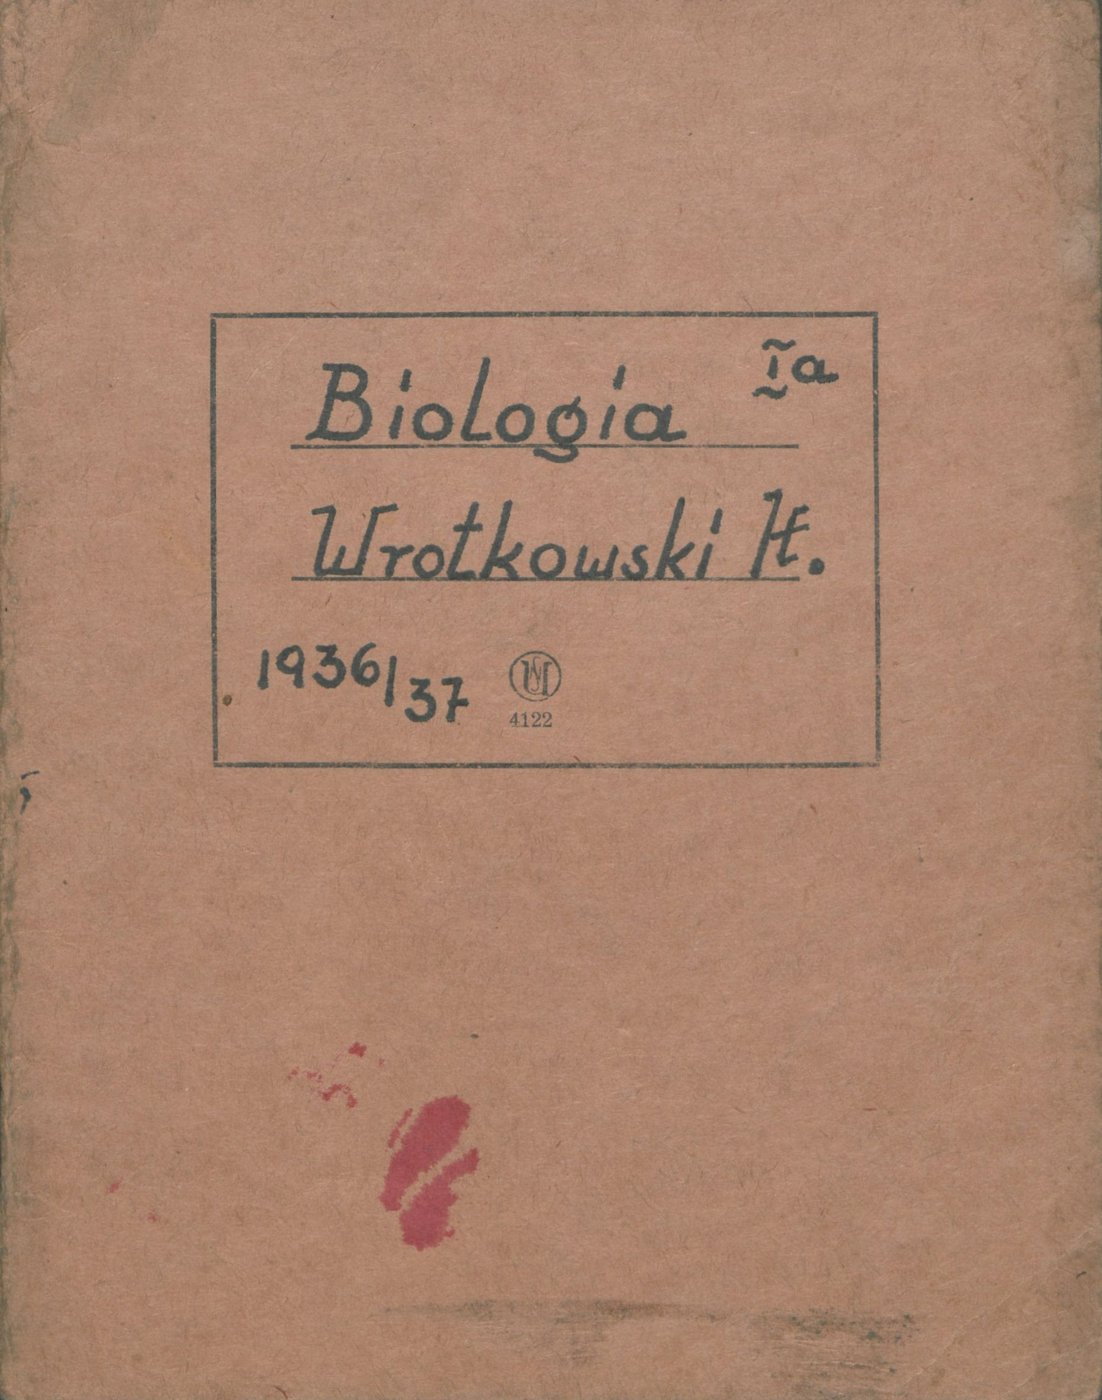 Biologia Ia
Wrotkowski H.
1936/37
4122